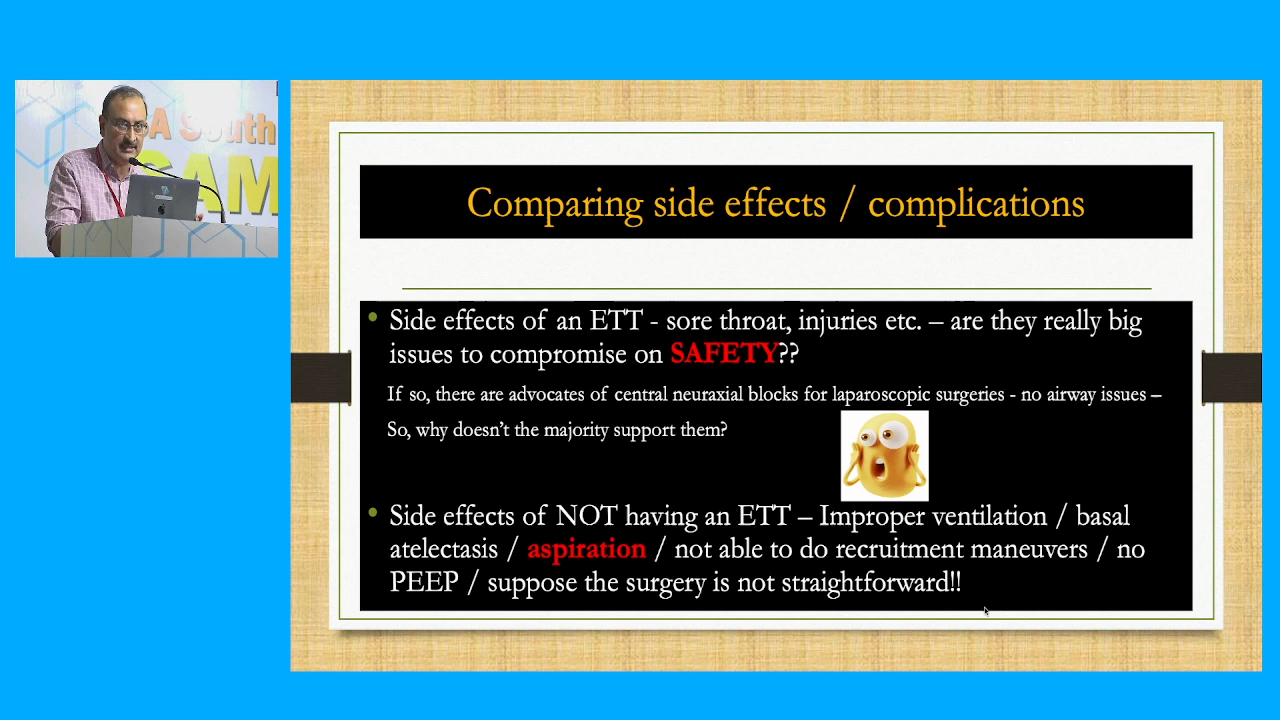 A South
SAM
Comparing side effects / complications
• Side effects of an ETT - sore throat, injuries etc. – are they really big
issues to compromise on SAFETY??
If so, there are advocates of central neuraxial blocks for laparoscopic surgeries - no airway issues –
So, why doesn't the majority support them?
• Side effects of NOT having an ETT – Improper ventilation / basal
atelectasis / aspiration / not able to do recruitment maneuvers / no
PEEP / suppose the surgery is not straightforward!!